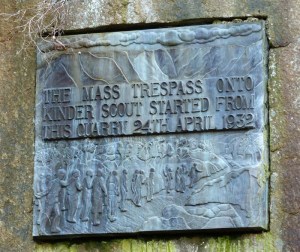 THE MASS TRESPASS ONTO
KINDER SCOUT STARTED FROM
THIS QUARRY 24TH APRIL 1932